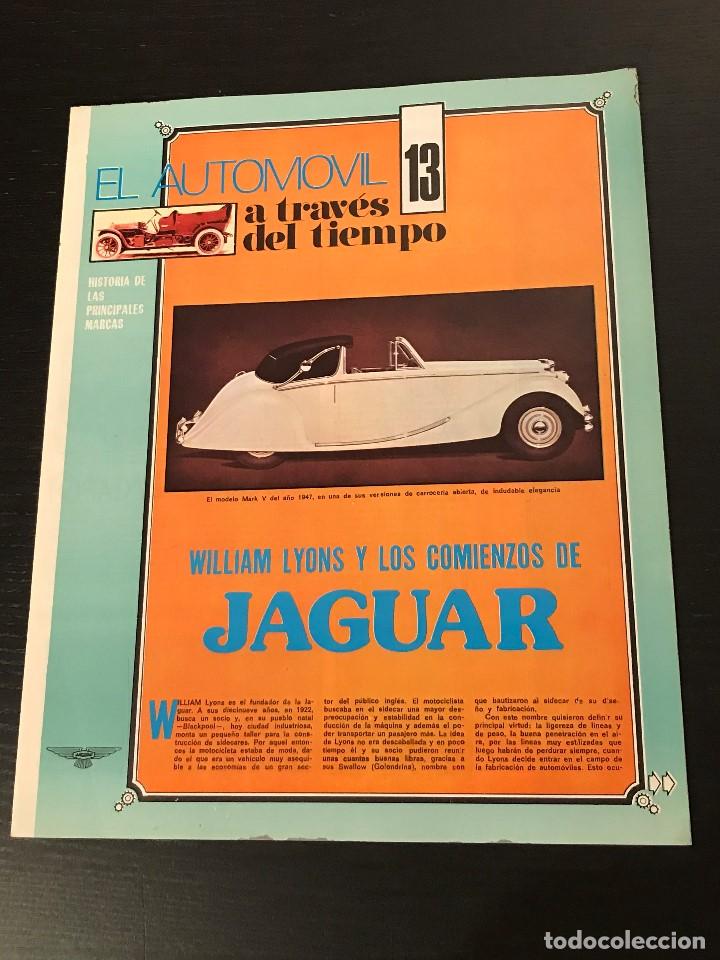 EL AUTOMOVIL
13
a través
del tiempo
HISTORIA DE
LAS
PRINCIPALES
MARCAS
El modelo Mark V del año 1947, en una de sus versiones de carrocería abierta, de indudable elegancia
WILLIAM LYONS Y LOS COMIENZOS DE
JAGUAR
WILLIAM Lyons es el fundador de la Ja-
guar. A sus diecinueve años, en 1922,
busca un socio y, en su pueblo natal
—Blackpool—, hoy ciudad industriosa,
monta un pequeño taller para la cons-
trucción de sidecares. Por aquel enton-
ces la motocicleta estaba de moda, da-
do el que era un vehículo muy asequi-
ble a las economías de un gran sec-
tor del público inglés. El motociclista
buscaba en el sidecar una mayor des-
preocupación y estabilidad en la con-
ducción de la máquina y además el po-
der transportar un pasajero más. La idea
de Lyons no era descabellada y en poco
tiempo él y su socio pudieron reunir
unas cuantas buenas libras, gracias a
sus Swallow (Golondrina), nombre con
que bautizaron al sidecar de su dise-
ño y fabricación.
Con este nombre quisieron definir su
principal virtud: la ligereza de líneas y
de peso, la buena penetración en el ai-
re, por las líneas muy estilizadas que
luego habrán de perdurar siempre, cuan-
do Lyons decide entrar en el campo de
la fabricación de automóviles. Esto ocu-
todocoleccion